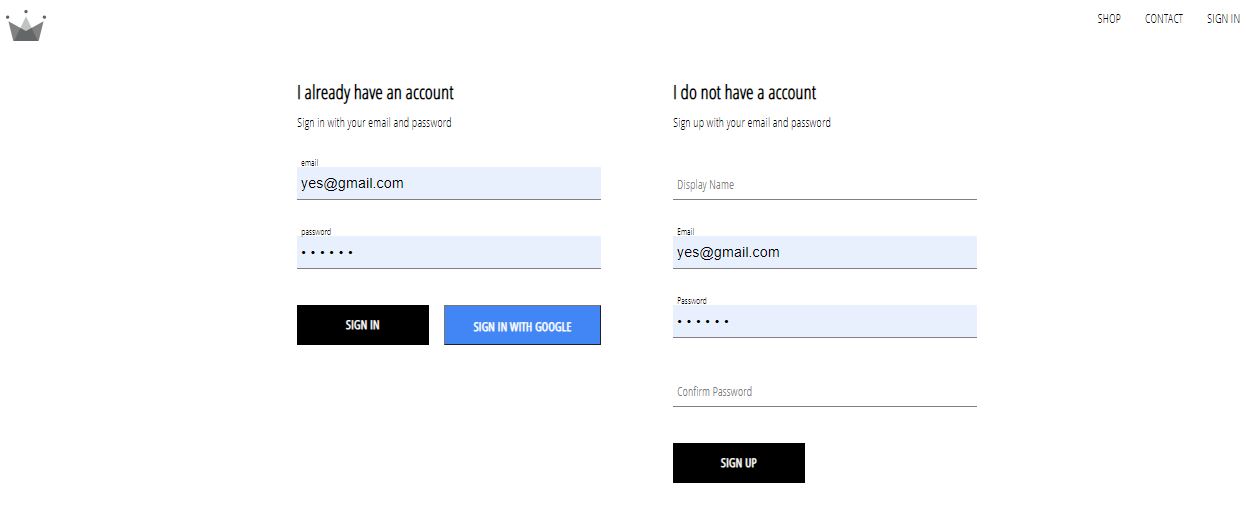 SHOP CONTACT SIGN IN
I already have an account
Sign in with your email and password
email
yes@gmail.com
password
••••••
SIGN IN
SIGN IN WITH GOOGLE
I do not have a account
Sign up with your email and password
Display Name
Email
yes@gmail.com
Password
••••••
Confirm Password
SIGN UP